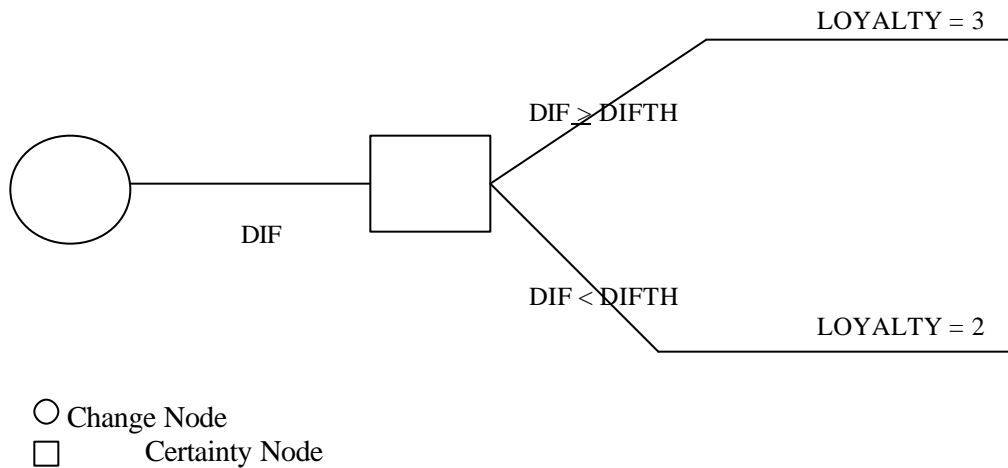 LOYALTY = 3
DIF ≥ DIFTH
DIF
DIF < DIFTH
LOYALTY = 2
Change Node
Certainty Node